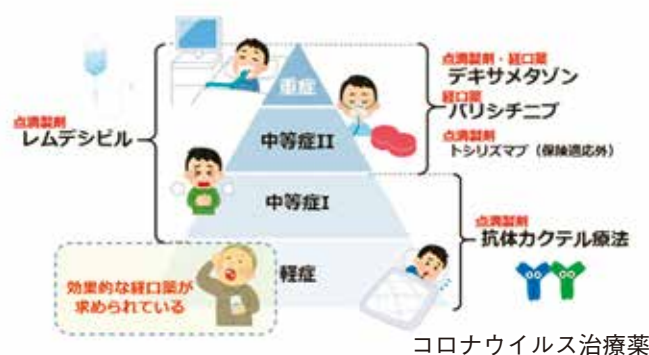 点滴製剤
レムデシビル
重症
中等症II
中等症I
軽症
点滴製剤・経口薬
デキサメタゾン
経口薬
バリシチニブ
点滴製剤
トシリズマブ（保険適応外）
点滴製剤
抗体カクテル療法
効果的な経口薬が
求められている
コロナウイルス治療薬